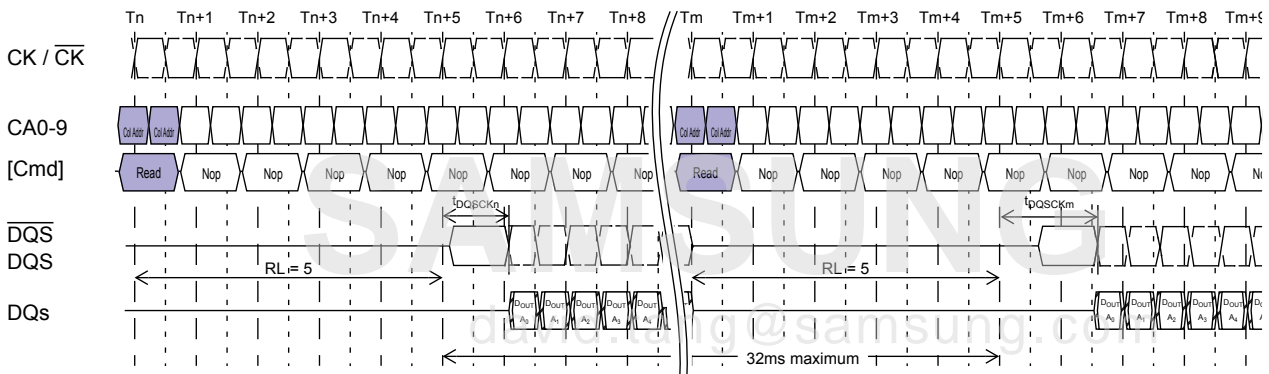 Tn Tn+1 Tn+2 Tn+3 Tn+4 Tn+5 Tn+6 Tn+7 Tn+8 Tm Tm+1 Tm+2 Tm+3 Tm+4 Tm+5 Tm+6 Tm+7 Tm+8 Tm+9
CK / CK
CA0-9 Col Addr Col Addr Col Addr Col Addr
[Cmd] Read Nop Nop Nop Nop Nop Nop Nop Nop Read Nop Nop Nop Nop Nop Nop Nop Nop
tDQSCKn tDQSCKm
DQS
DQS
RL = 5 RL = 5
DQs DOUT A0 DOUT A1 DOUT A2 DOUT A3 DOUT A4 DOUT A0 DOUT A1 DOUT A2 DOUT A3 DOUT A4
32ms maximum
SAMSUNG
david.tang@samsung.com